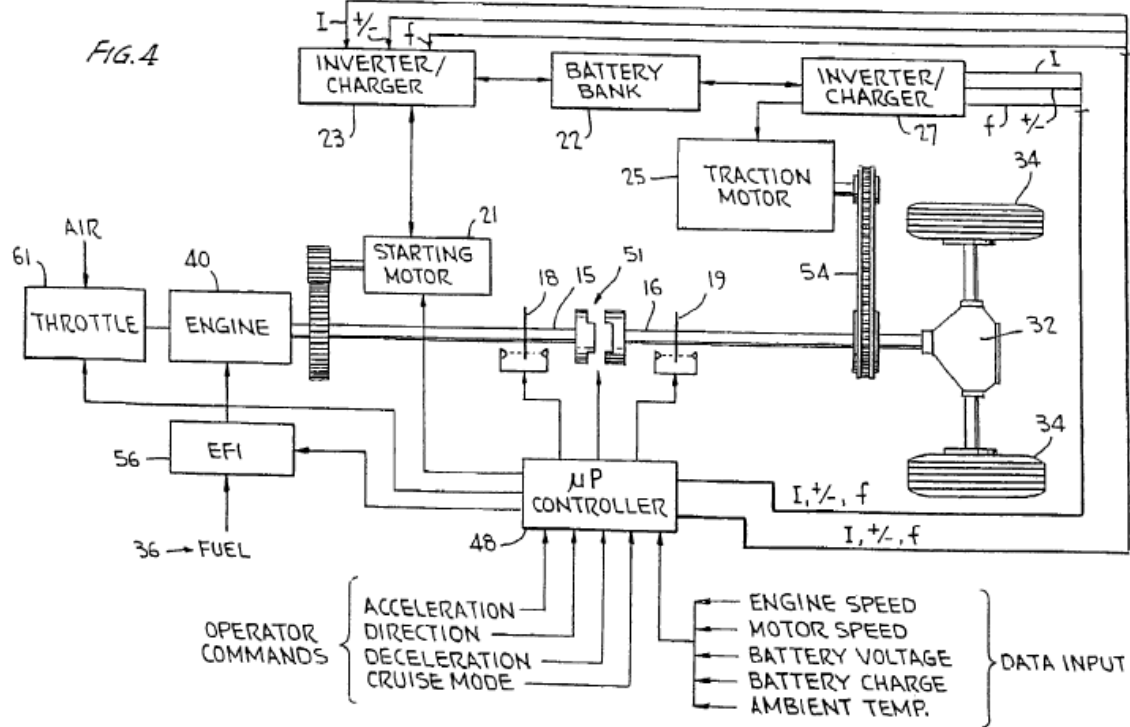 FIG. 4
I +/- f
INVERTER/
CHARGER
23
BATTERY
BANK
22
INVERTER/
CHARGER
27
I
+/-
f
25
TRACTION
MOTOR
34
21
STARTING
MOTOR
AIR
61
THROTTLE
40
ENGINE
18
15
51
16
19
54
32
34
EFI
56
36 → FUEL
μP
CONTROLLER
48
I, +/-, f
I, +/-, f
OPERATOR
COMMANDS
ACCELERATION
DIRECTION
DECELERATION
CRUISE MODE
ENGINE SPEED
MOTOR SPEED
BATTERY VOLTAGE
BATTERY CHARGE
AMBIENT TEMP.
DATA INPUT